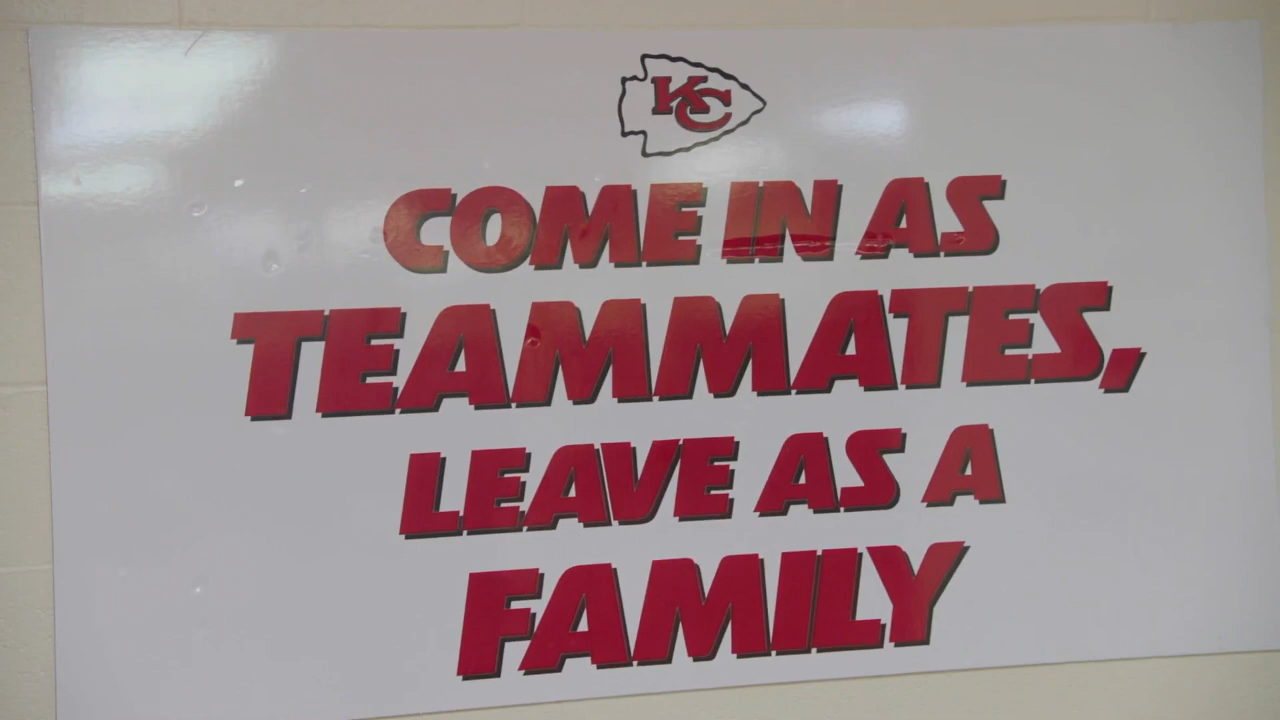 KC
COME IN AS
TEAMMATES,
LEAVE AS A
FAMILY